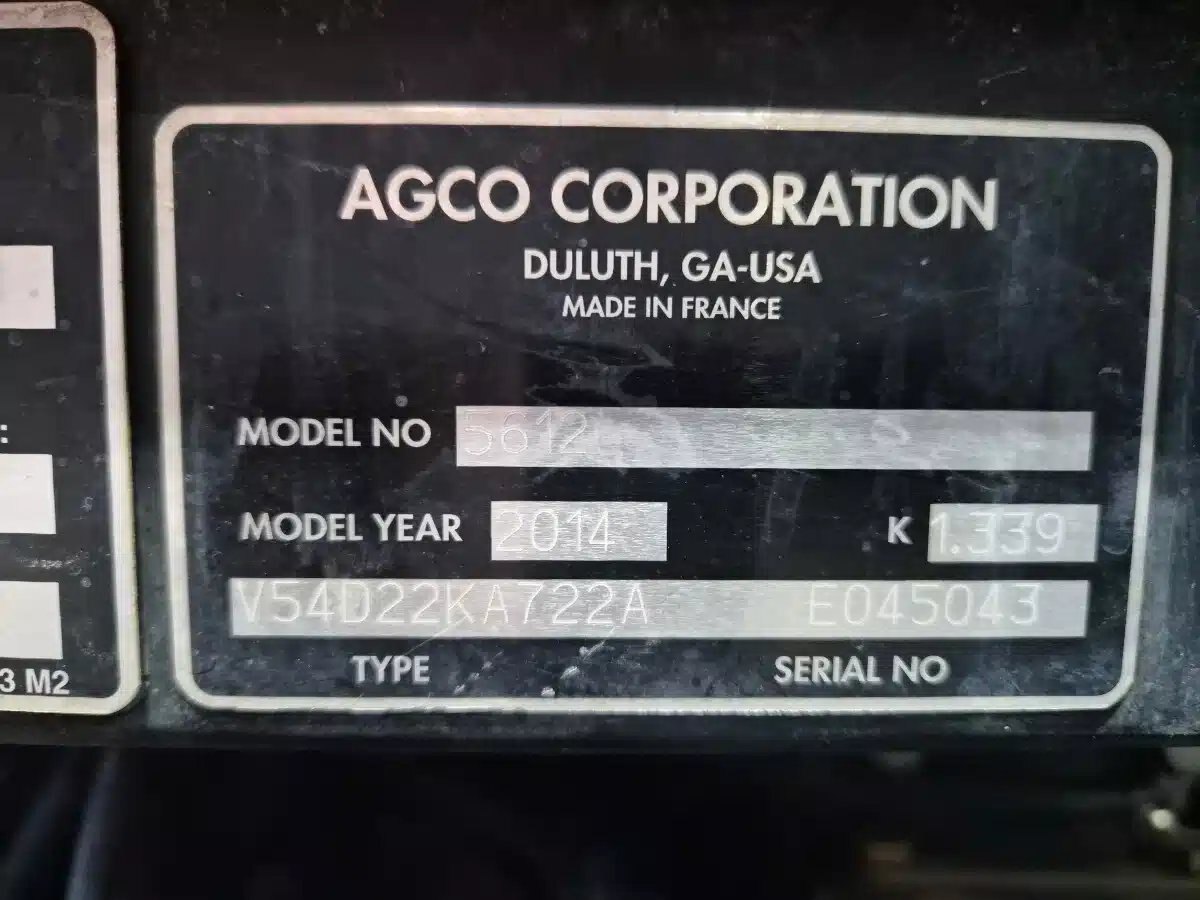 AGCO CORPORATION
DULUTH, GA-USA
MADE IN FRANCE
MODEL NO 5612
MODEL YEAR 2014 K 1.339
V54D22KA722A E045043
TYPE SERIAL NO
:
3 M2